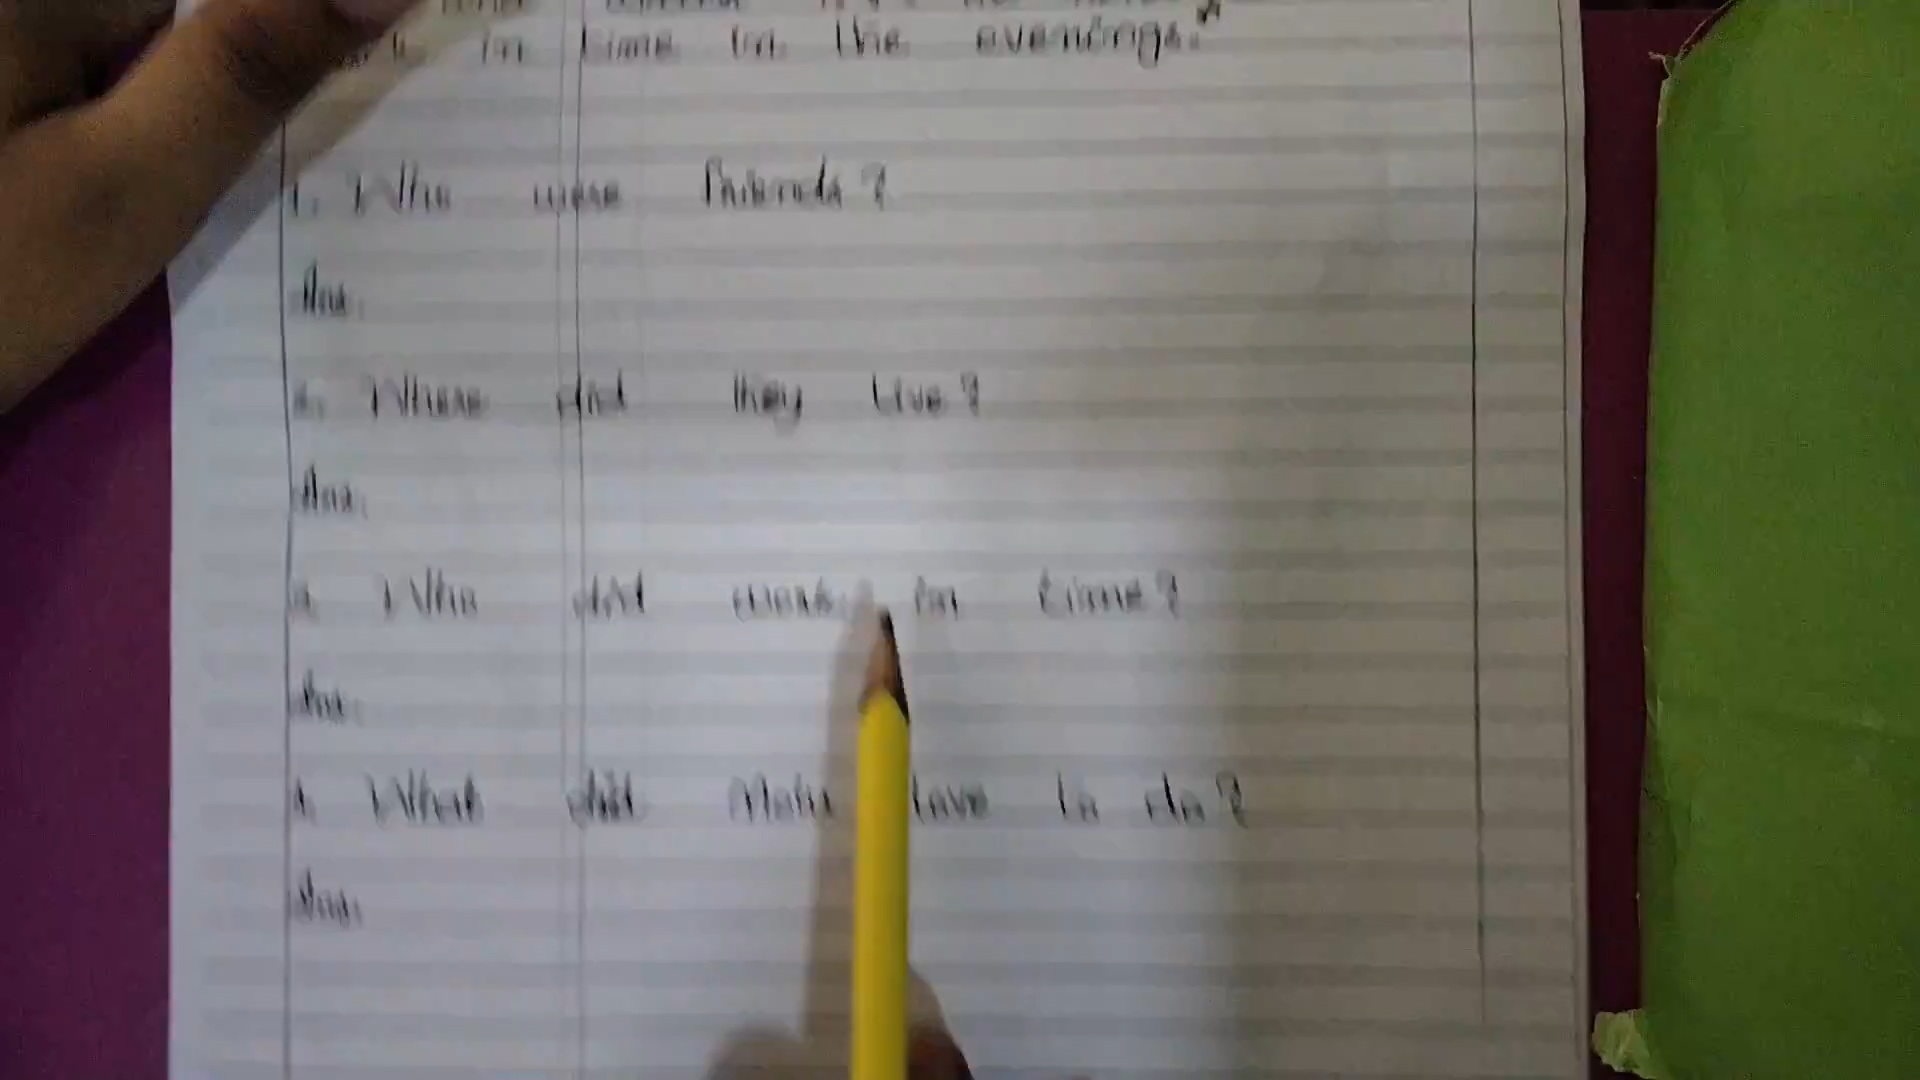 in time in the evenings.
1. Who were friends?
Ans.
2. Where did they live?
Ans.
3. Who did work in time?
Ans.
4. What did love to do?
Ans.